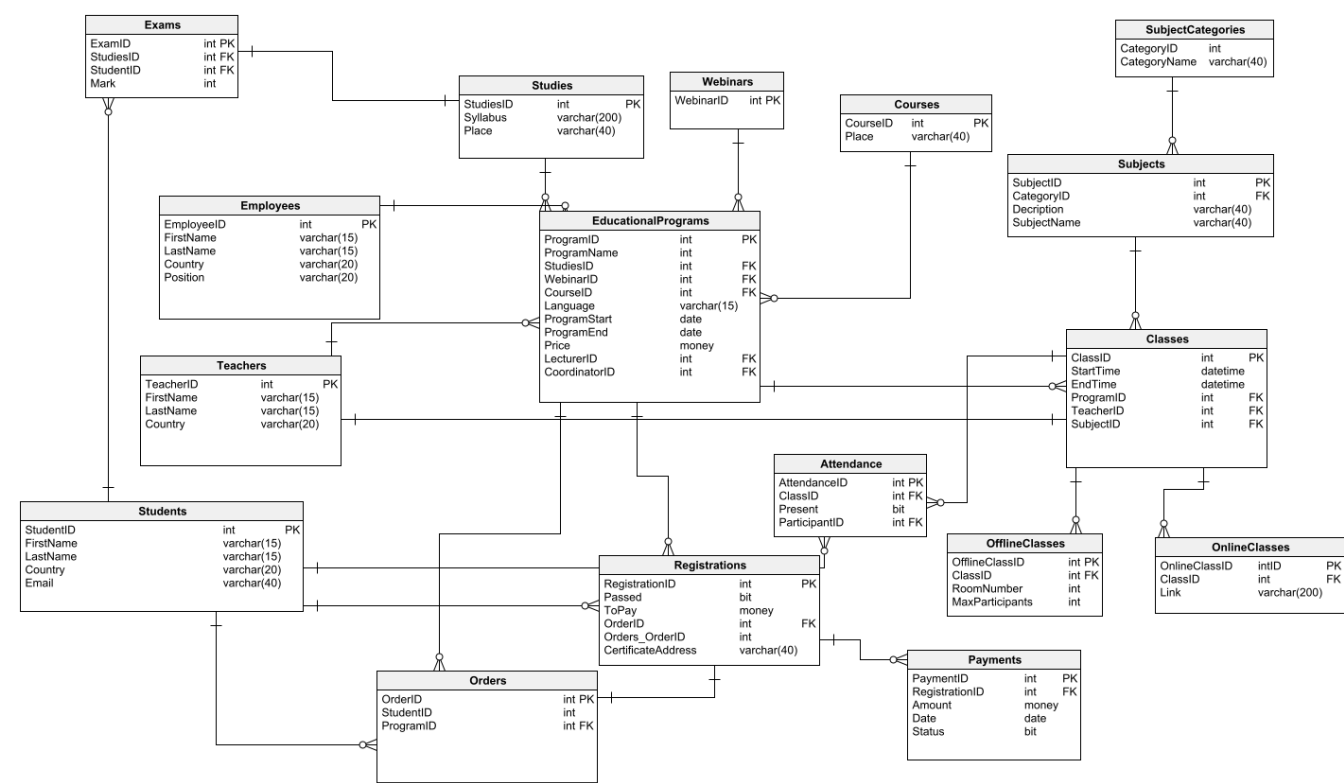 Exams
ExamID int PK
StudiesID int FK
StudentID int FK
Mark int
Studies
StudiesID int PK
Syllabus varchar(200)
Place varchar(40)
Webinars
WebinarID int PK
Courses
CourseID int PK
Place varchar(40)
SubjectCategories
CategoryID int
CategoryName varchar(40)
Subjects
SubjectID int PK
CategoryID int FK
Decription varchar(40)
SubjectName varchar(40)
Employees
EmployeeID int PK
FirstName varchar(15)
LastName varchar(15)
Country varchar(20)
Position varchar(20)
EducationalPrograms
ProgramID int PK
ProgramName int
StudiesID int FK
WebinarID int FK
CourseID int FK
Language varchar(15)
ProgramStart date
ProgramEnd date
Price money
LecturerID int FK
CoordinatorID int FK
Teachers
TeacherID int PK
FirstName varchar(15)
LastName varchar(15)
Country varchar(20)
Classes
ClassID int PK
StartTime datetime
EndTime datetime
ProgramID int FK
TeacherID int FK
SubjectID int FK
Attendance
AttendanceID int PK
ClassID int FK
Present bit
ParticipantID int FK
Students
StudentID int PK
FirstName varchar(15)
LastName varchar(15)
Country varchar(20)
Email varchar(40)
Registrations
RegistrationID int PK
Passed bit
ToPay money
OrderID int FK
Orders_OrderID int
CertificateAddress varchar(40)
OfflineClasses
OfflineClassID int PK
ClassID int FK
RoomNumber int
MaxParticipants int
OnlineClasses
OnlineClassID intID PK
ClassID int FK
Link varchar(200)
Orders
OrderID int PK
StudentID int
ProgramID int FK
Payments
PaymentID int PK
RegistrationID int FK
Amount money
Date date
Status bit